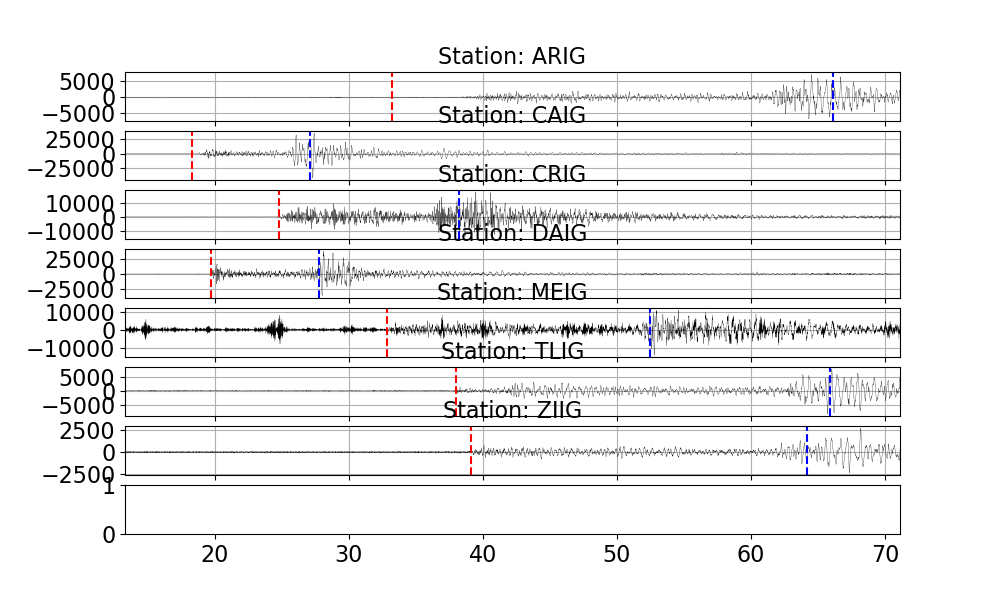 Station: ARIG
5000
0
−5000
Station: CAIG
25000
0
−25000
Station: CRIG
10000
0
−10000
Station: DAIG
25000
0
−25000
Station: MEIG
10000
0
−10000
Station: TLIG
5000
0
−5000
Station: ZIIG
2500
0
−2500
1
0
20 30 40 50 60 70